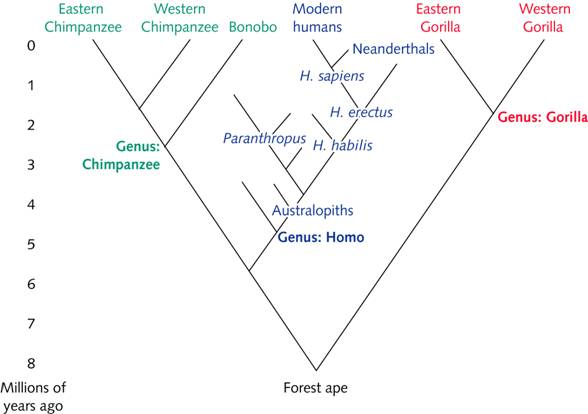 Eastern
Chimpanzee
Western
Chimpanzee
Bonobo
Modern
humans
Eastern
Gorilla
Western
Gorilla
0
Neanderthals
H. sapiens
1
H. erectus
Genus: Gorilla
2
Paranthropus
H. habilis
Genus:
Chimpanzee
3
4
Australopiths
Genus: Homo
5
6
7
8
Millions of
years ago
Forest ape